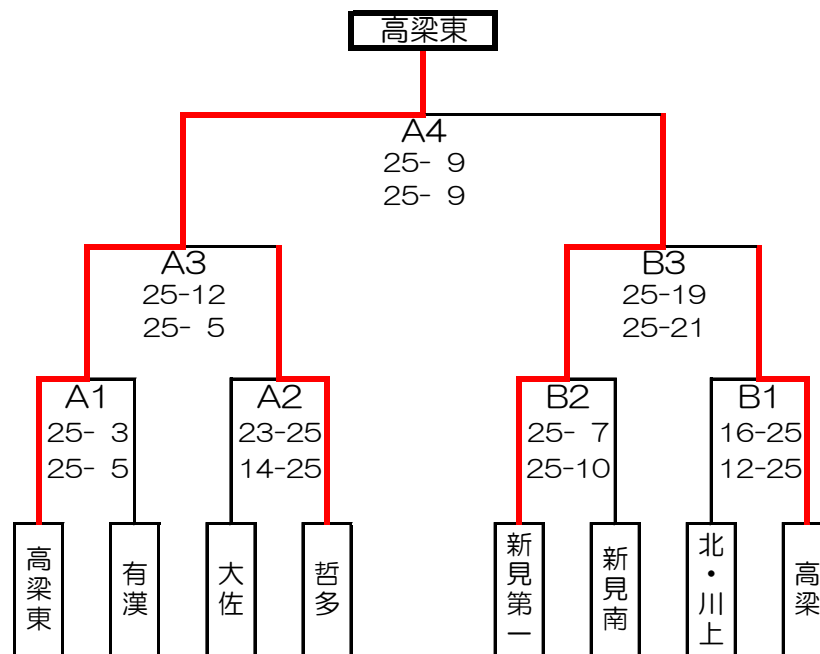 高梁東
A4
25- 9
25- 9
A3
25-12
25- 5
B3
25-19
25-21
A1
25- 3
25- 5
A2
23-25
14-25
B2
25- 7
25-10
B1
16-25
12-25
高梁東
有漢
大佐
哲多
新見第一
新見南
北・川上
高梁